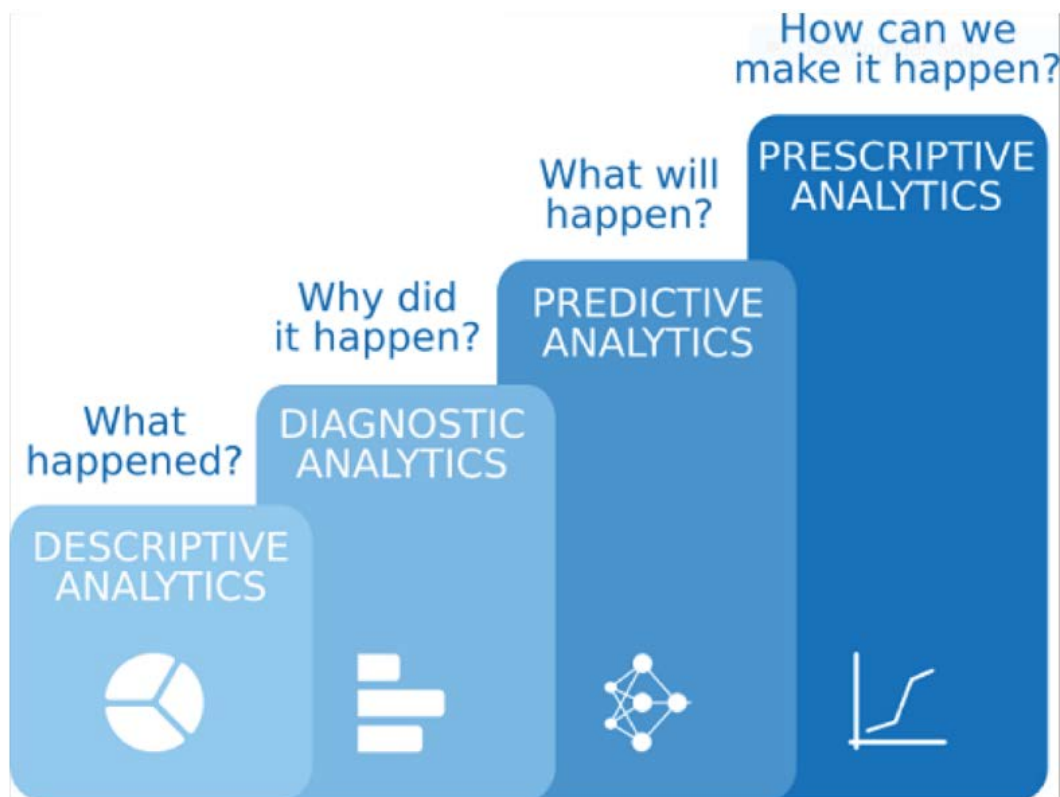 What
happened?
DESCRIPTIVE
ANALYTICS
Why did
it happen?
DIAGNOSTIC
ANALYTICS
What will
happen?
PREDICTIVE
ANALYTICS
How can we
make it happen?
PRESCRIPTIVE
ANALYTICS